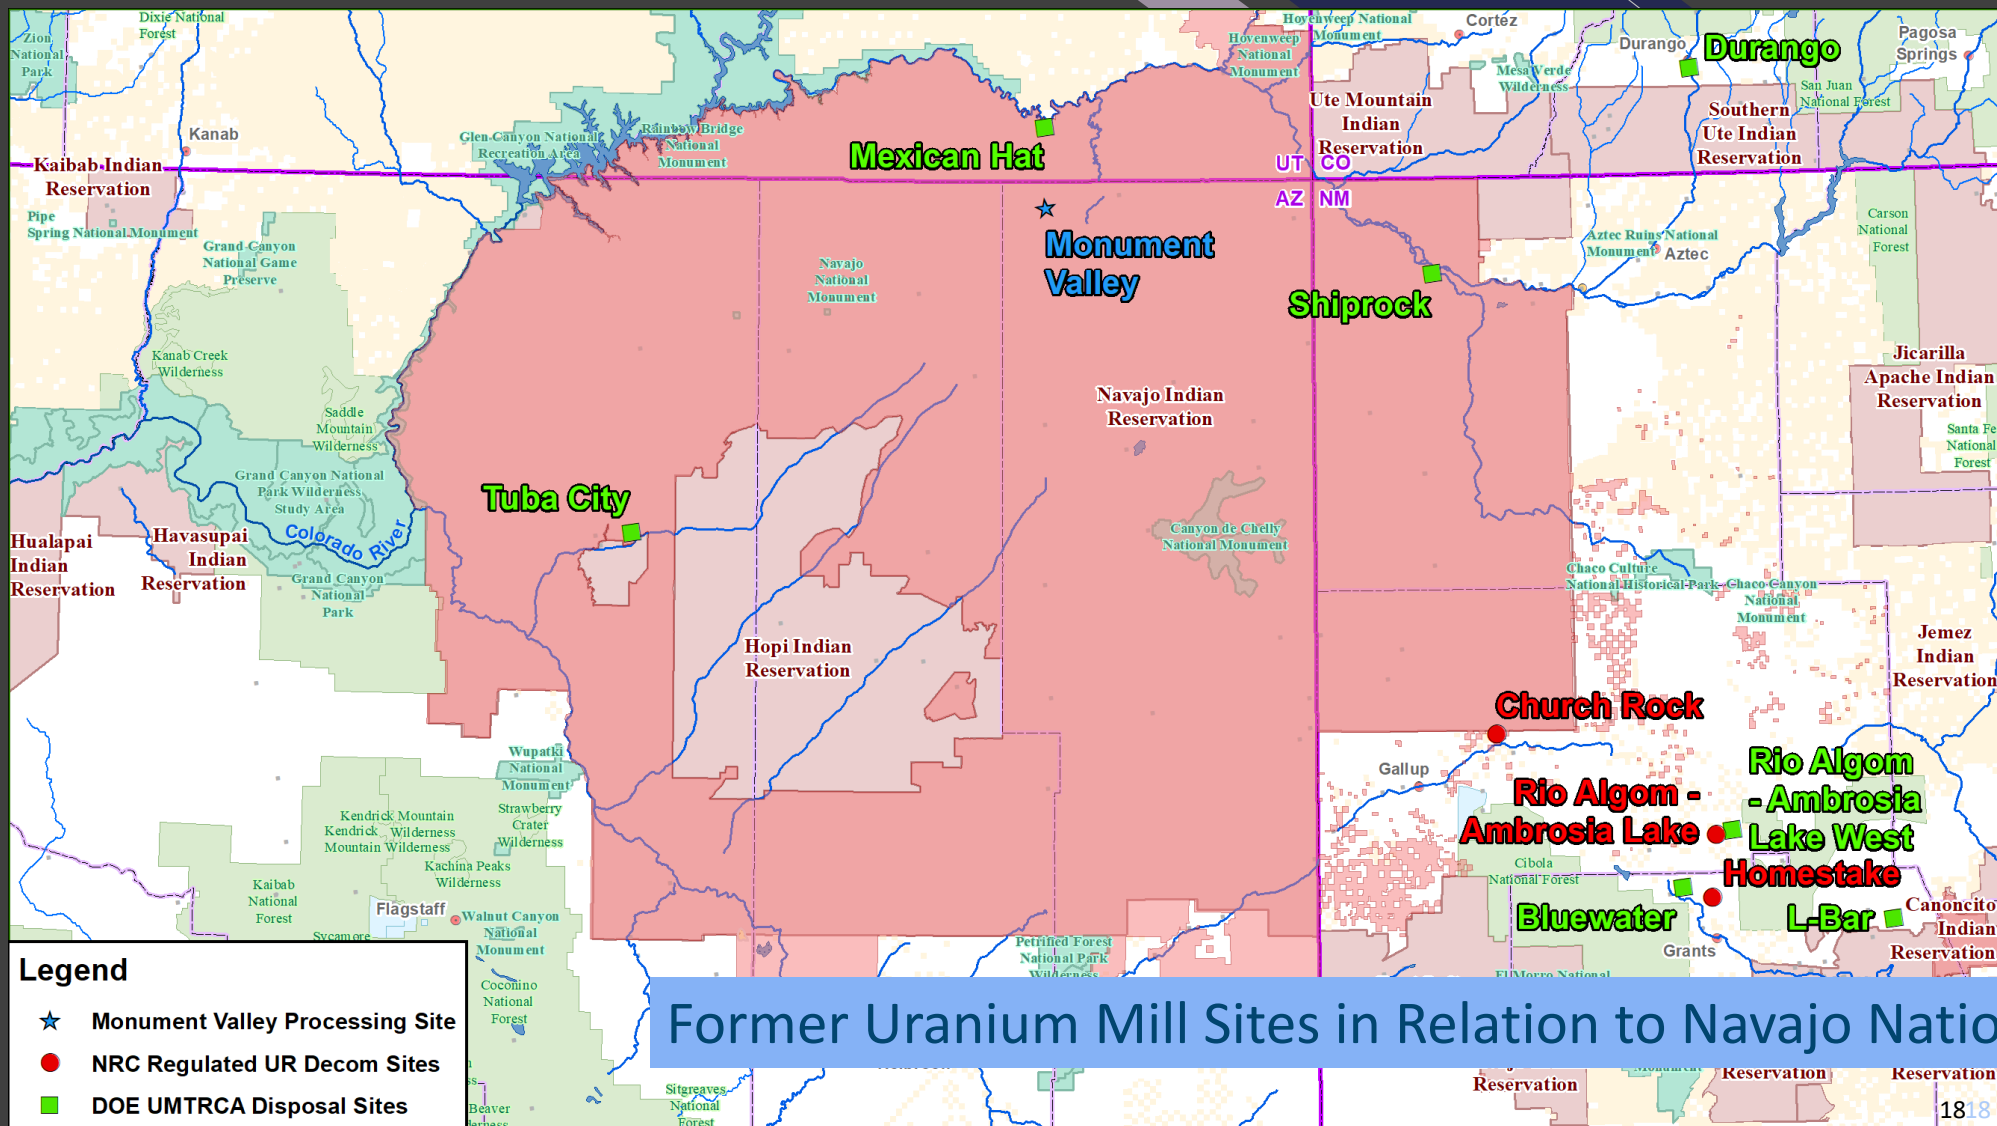 Dixie National
Forest
Zion
National
Park
Kanab
Kaibab Indian
Reservation
Pipe
Spring National Monument
Grand Canyon
National Game
Preserve
Kanab Creek
Wilderness
Saddle
Mountain
Wilderness
Grand Canyon National
Park Wilderness
Study Area
Colorado River
Hualapai
Indian
Reservation
Havasupai
Indian
Reservation
Grand Canyon
National
Park
Glen Canyon National
Recreation Area
Rainbow Bridge
National
Monument
Mexican Hat
Navajo
National
Monument
Monument
Valley
UT CO
AZ NM
Hovenweep National
Monument
Hovenweep
National
Monument
Cortez
Mesa Verde
Wilderness
Durango
Durango
Pagosa
Springs
San Juan
National Forest
Ute Mountain
Indian
Reservation
Southern
Ute Indian
Reservation
Carson
National
Forest
Aztec Ruins National
Monument
Aztec
Shiprock
Jicarilla
Apache Indian
Reservation
Santa Fe
National
Forest
Navajo Indian
Reservation
Tuba City
Canyon de Chelly
National Monument
Chaco Culture
National Historical Park
Chaco Canyon
National
Monument
Hopi Indian
Reservation
Jemez
Indian
Reservation
Church Rock
Gallup
Rio Algom -
Ambrosia Lake
Rio Algom
- Ambrosia
Lake West
Homestake
Cibola
National Forest
Bluewater
L-Bar
Grants
Canoncito
Indian
Reservation
El Morro National
Wupatki
National
Monument
Strawberry
Crater
Wilderness
Kendrick Mountain
Wilderness
Kendrick
Mountain Wilderness
Kachina Peaks
Wilderness
Kaibab
National
Forest
Flagstaff
Walnut Canyon
National
Monument
Sycamore
Coconino
National
Forest
Petrified Forest
National Park
Wilderness
Legend
Monument Valley Processing Site
NRC Regulated UR Decom Sites
DOE UMTRCA Disposal Sites
Former Uranium Mill Sites in Relation to Navajo Natio
Beaver
Sitgreaves
National
Forest
Reservation
Reservation
Reservation
1818